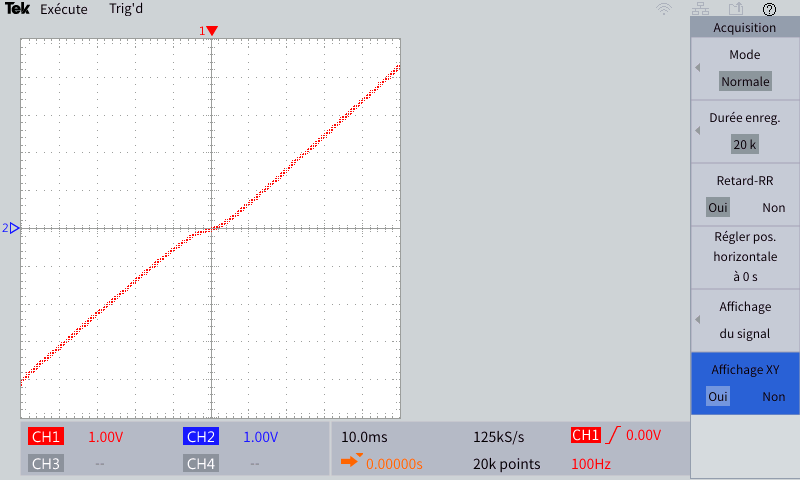 Tek Exécute Trig'd
1
2
Acquisition
Mode
Normale
Durée enreg.
20 k
Retard-RR
Oui Non
Régler pos.
horizontale
à 0 s
Affichage
du signal
Affichage XY
Oui Non
CH1 1.00V CH2 1.00V 10.0ms 125kS/s CH1 0.00V
CH3 -- CH4 -- 0.00000s 20k points 100Hz